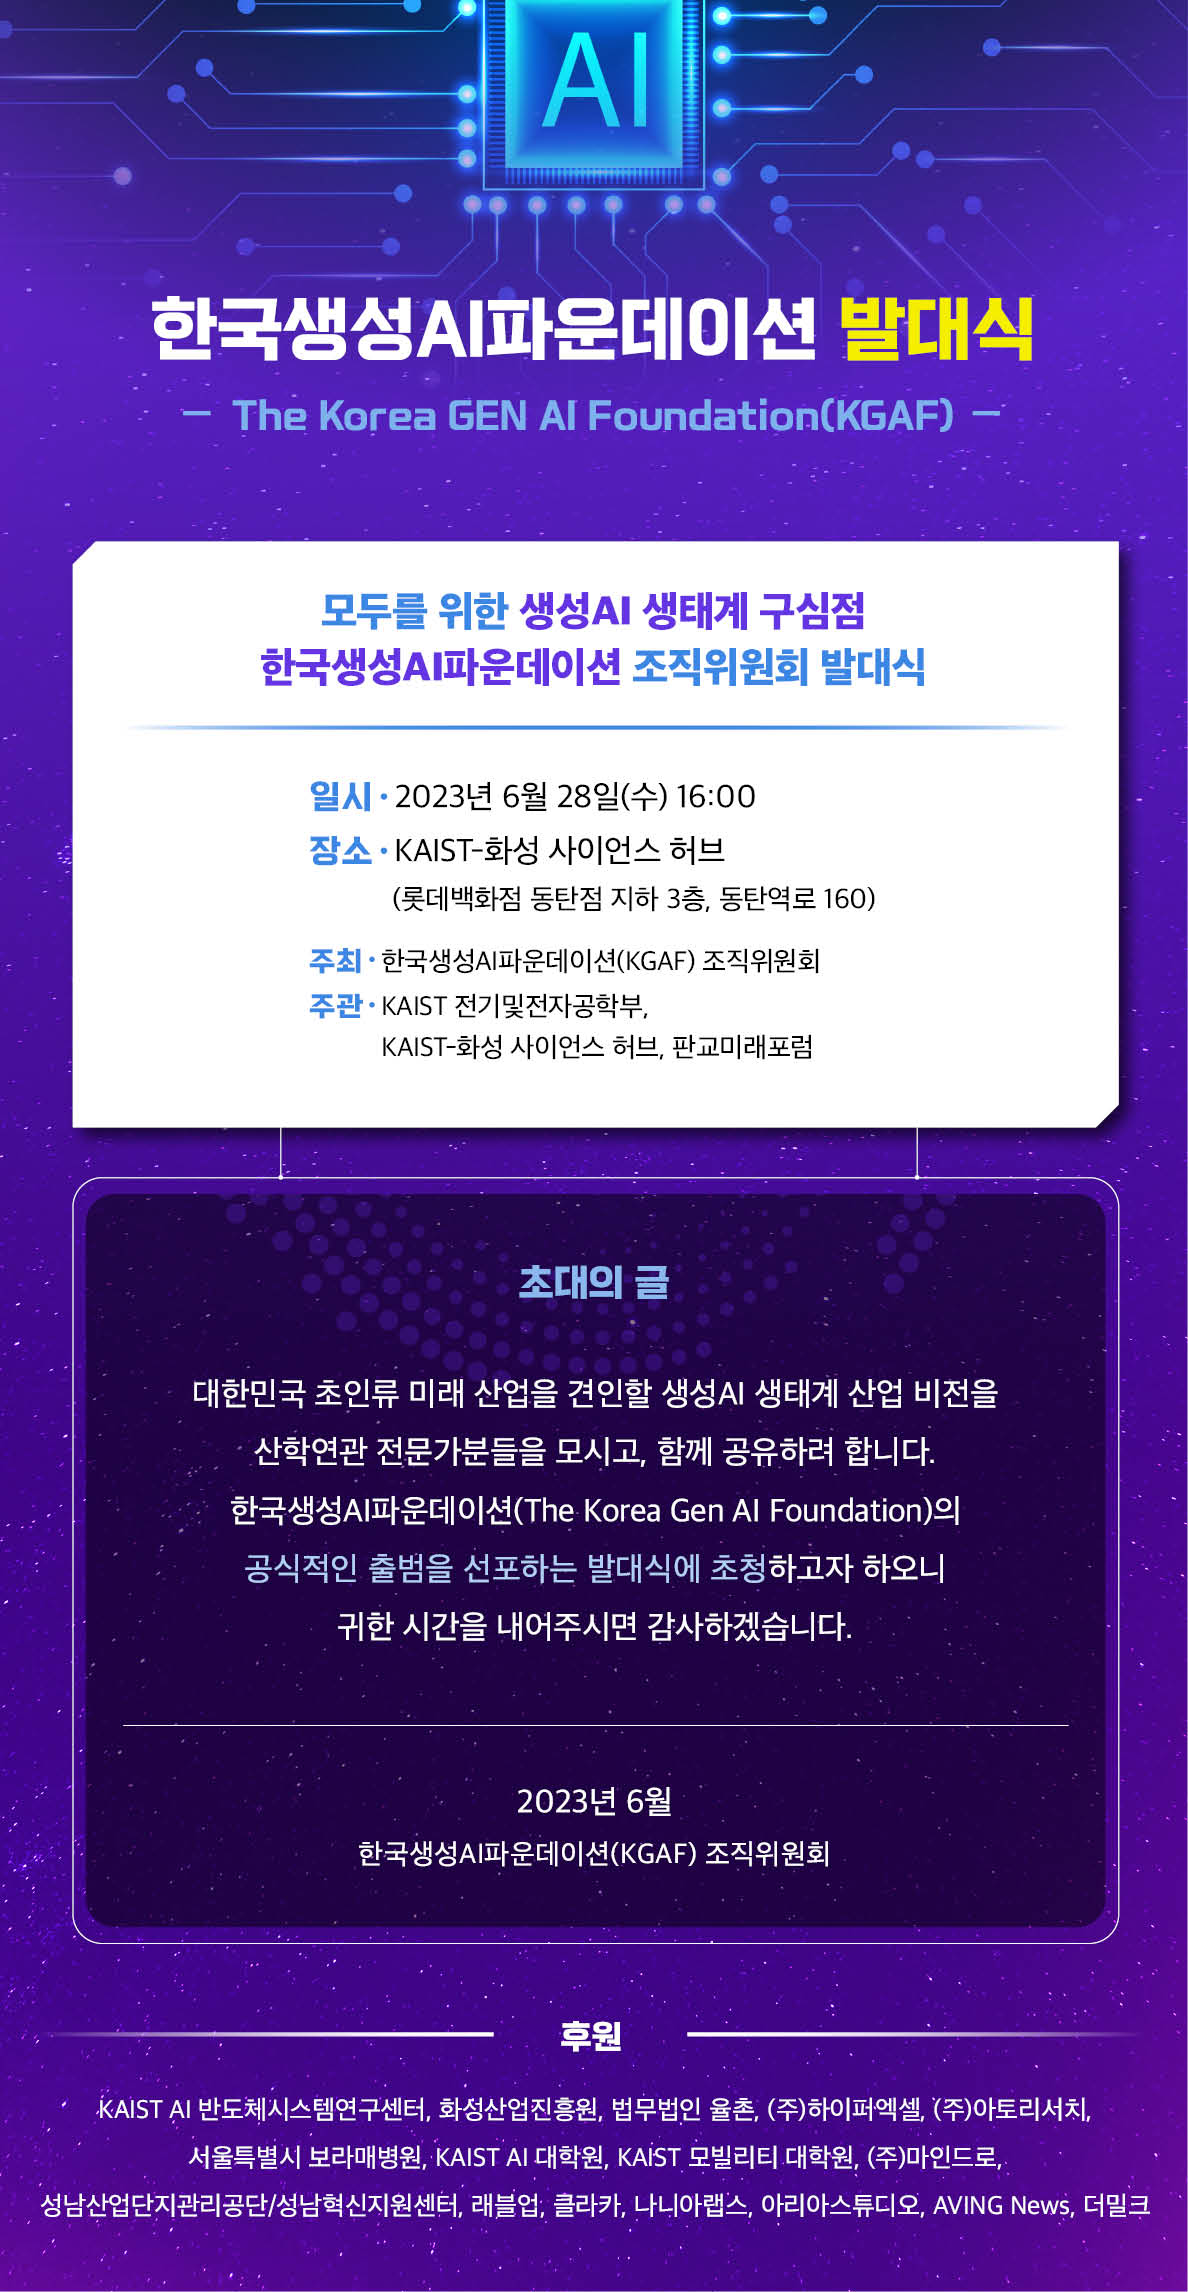 AI
한국생성AI파운데이션 발대식
- The Korea GEN AI Foundation(KGAF) -
모두를 위한 생성AI 생태계 구심점
한국생성AI파운데이션 조직위원회 발대식
일시 · 2023년 6월 28일(수) 16:00
장소 · KAIST-화성 사이언스 허브
(롯데백화점 동탄점 지하 3층, 동탄역로 160)
주최 · 한국생성AI파운데이션(KGAF) 조직위원회
주관 · KAIST 전기및전자공학부,
KAIST-화성 사이언스 허브, 판교미래포럼
초대의 글
대한민국 초인류 미래 산업을 견인할 생성AI 생태계 산업 비전을
산학연관 전문가분들을 모시고, 함께 공유하려 합니다.
한국생성AI파운데이션(The Korea Gen AI Foundation)의
공식적인 출범을 선포하는 발대식에 초청하고자 하오니
귀한 시간을 내어주시면 감사하겠습니다.
2023년 6월
한국생성AI파운데이션(KGAF) 조직위원회
후원
KAIST AI 반도체시스템연구센터, 화성산업진흥원, 법무법인 율촌, (주)하이퍼엑셀, (주)아토리서치,
서울특별시 보라매병원, KAIST AI 대학원, KAIST 모빌리티 대학원, (주)마인드로,
성남산업단지관리공단/성남혁신지원센터, 래블업, 클라카, 나니아랩스, 아리아스튜디오, AVING News, 더밀크